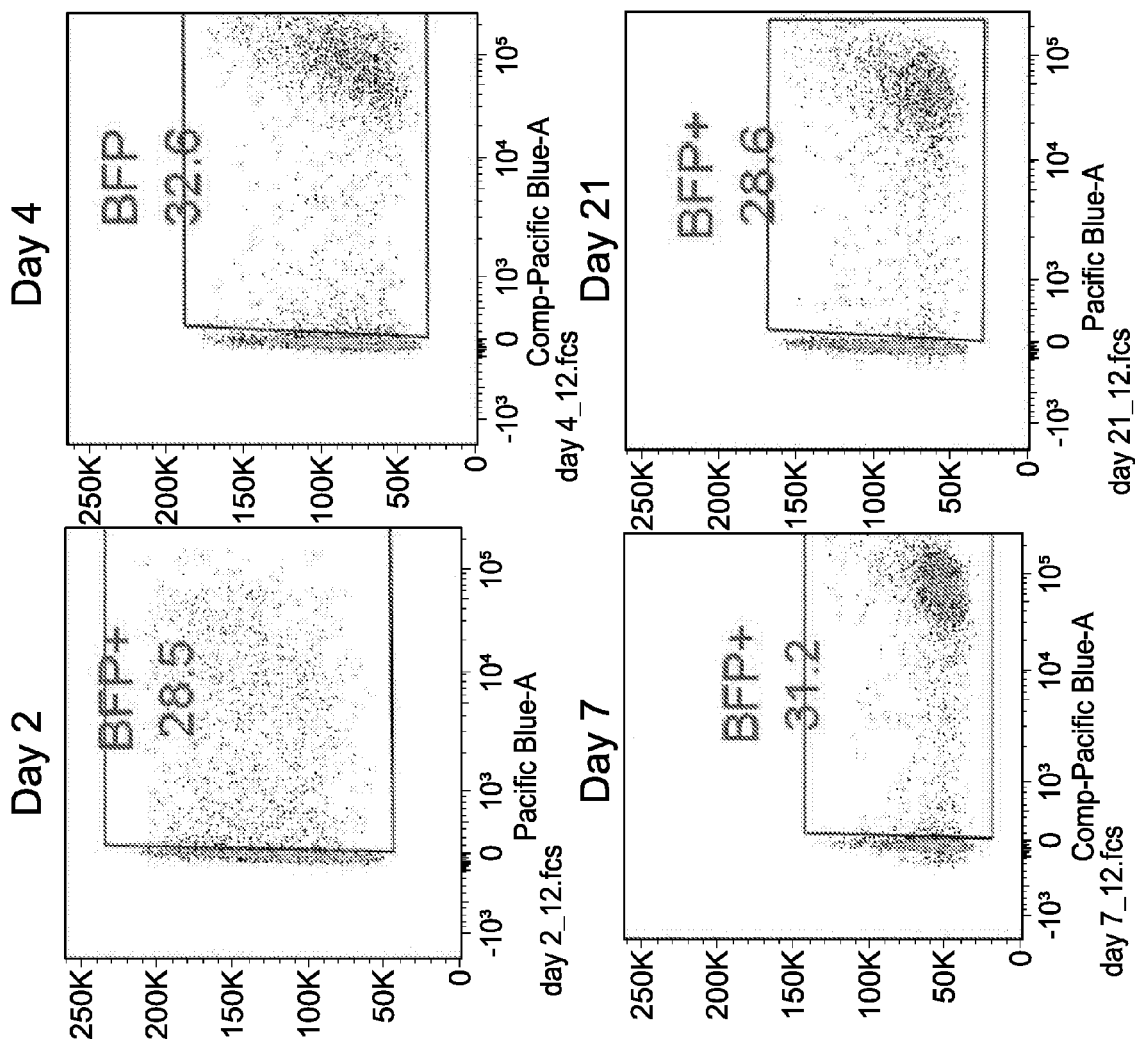 Day 2
BFP+
28.5
250K
200K
150K
100K
50K
0
-10³ 0 10³ 10⁴ 10⁵
Pacific Blue-A
day 2_12.fcs
Day 4
BFP
32.6
250K
200K
150K
100K
50K
0
-10³ 0 10³ 10⁴ 10⁵
Comp-Pacific Blue-A
day 4_12.fcs
Day 7
BFP+
31.2
250K
200K
150K
100K
50K
0
-10³ 0 10³ 10⁴ 10⁵
Comp-Pacific Blue-A
day 7_12.fcs
Day 21
BFP+
28.6
250K
200K
150K
100K
50K
0
-10³ 0 10³ 10⁴ 10⁵
Pacific Blue-A
day 21_12.fcs